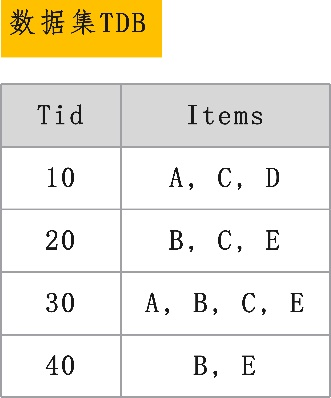 数据集TDB
Tid Items
10 A, C, D
20 B, C, E
30 A, B, C, E
40 B, E